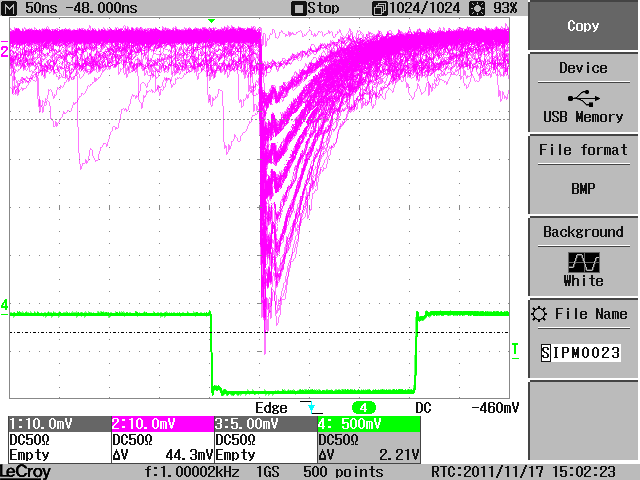 M 50ns -48.000ns Stop 1024/1024 93%
Copy
Device
USB Memory
File format
BMP
Background
White
File Name
SIPM0023
2
4
T
Edge 4 DC -460mV
1:10.0mV 2:10.0mV 3:5.00mV 4: 500mV
DC50Ω DC50Ω DC50Ω DC50Ω
Empty ΔV 44.3mV Empty ΔV 2.21V
LeCroy f:1.00002kHz 1GS 500 points RTC:2011/11/17 15:02:23